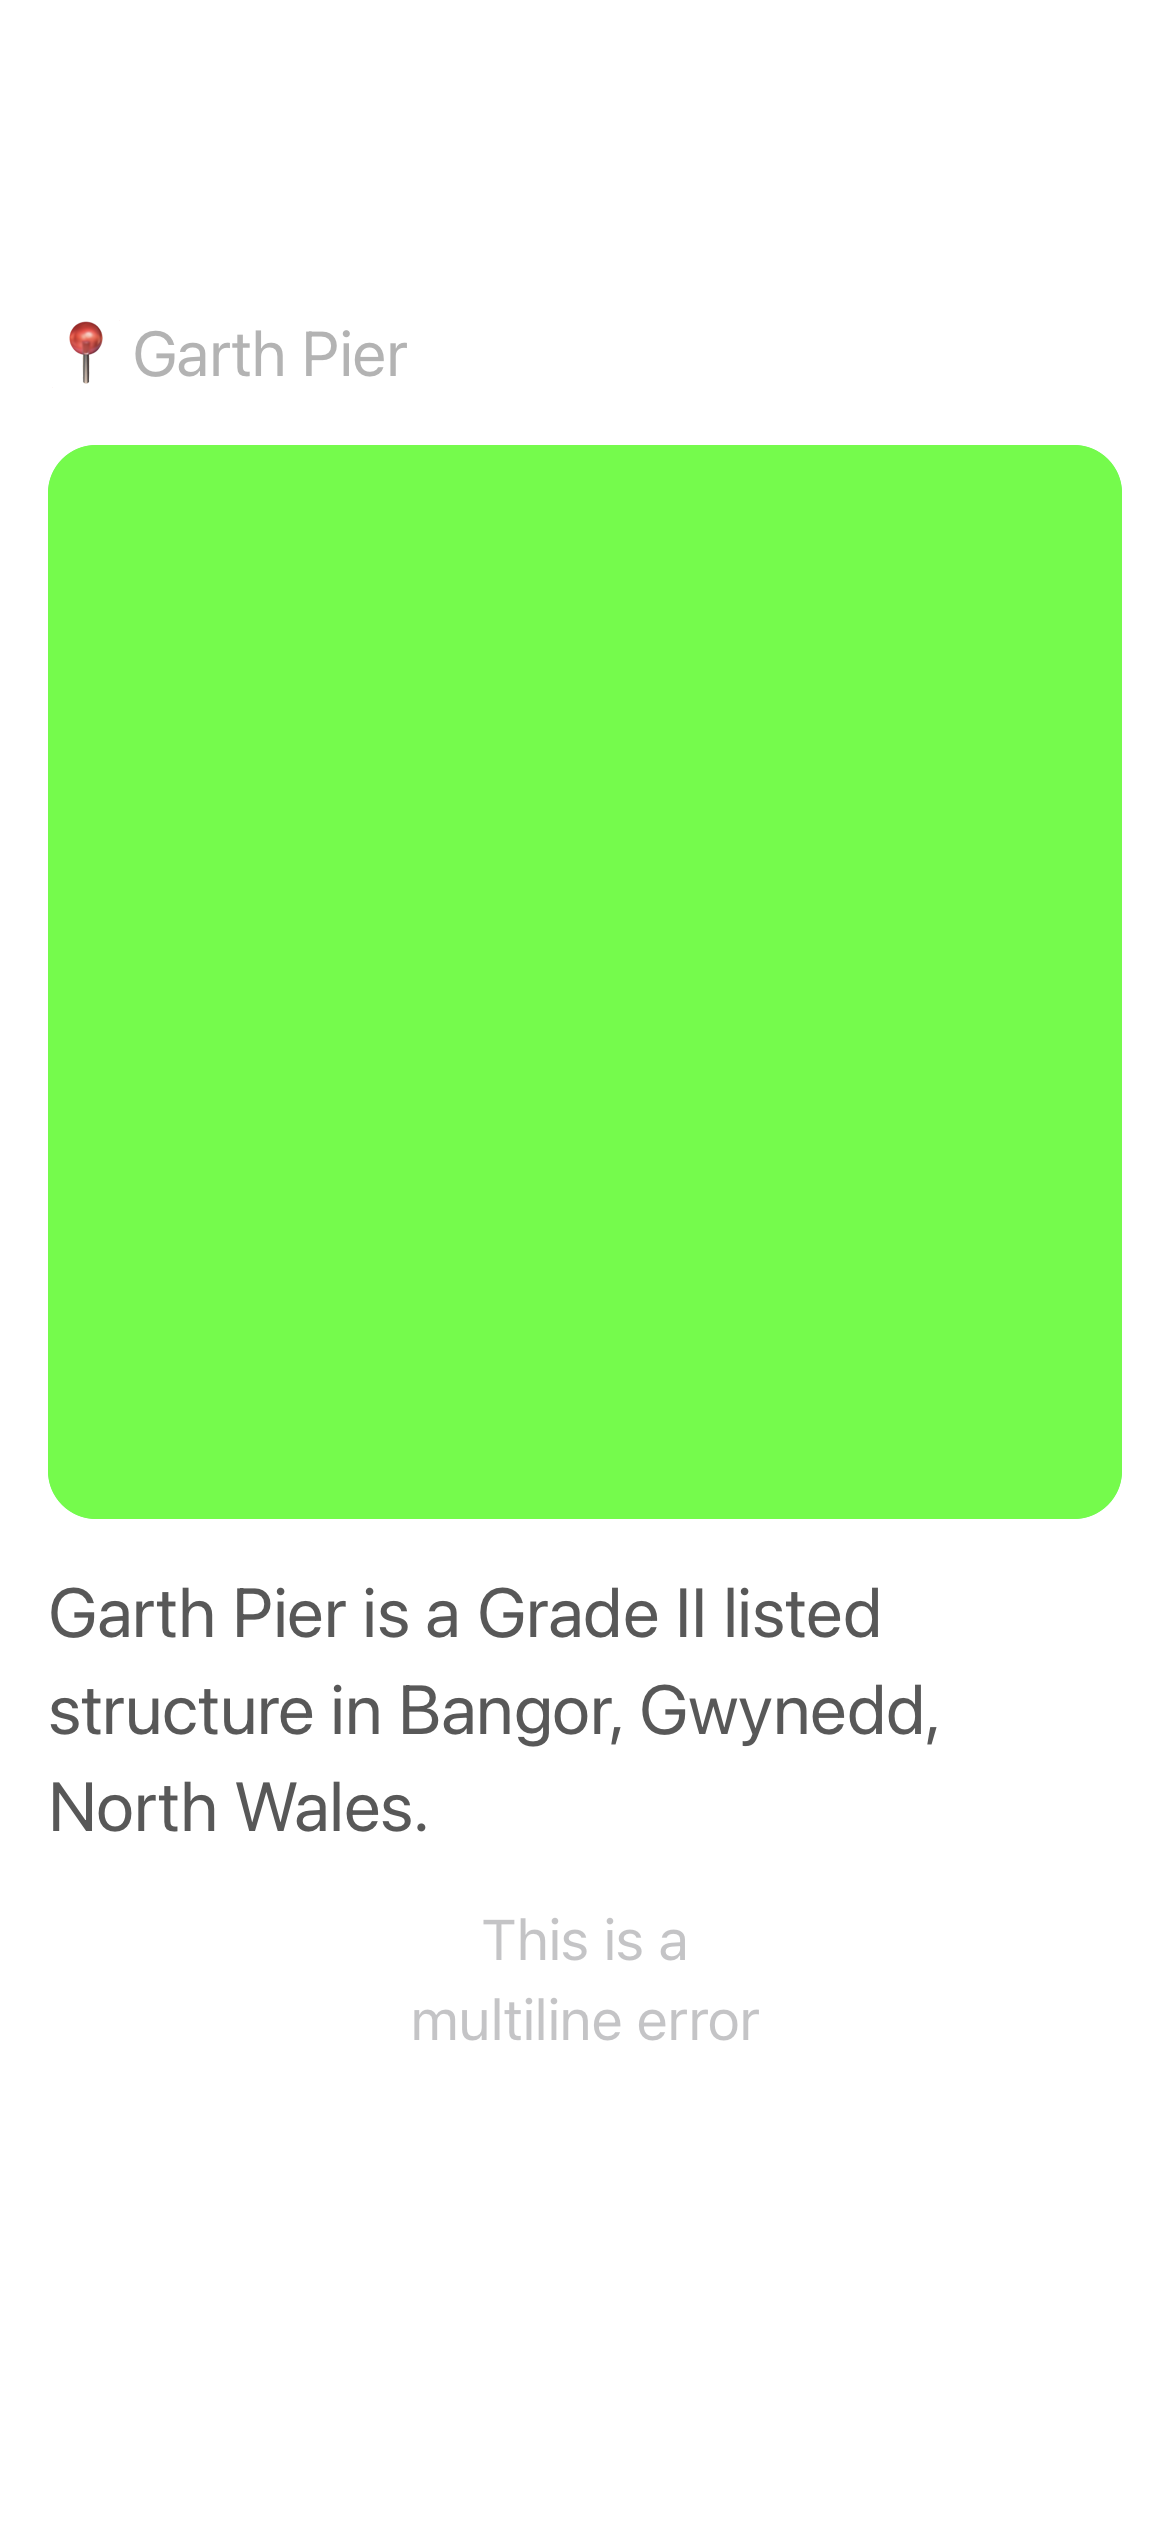 Garth Pier
Garth Pier is a Grade II listed
structure in Bangor, Gwynedd,
North Wales.
This is a
multiline error